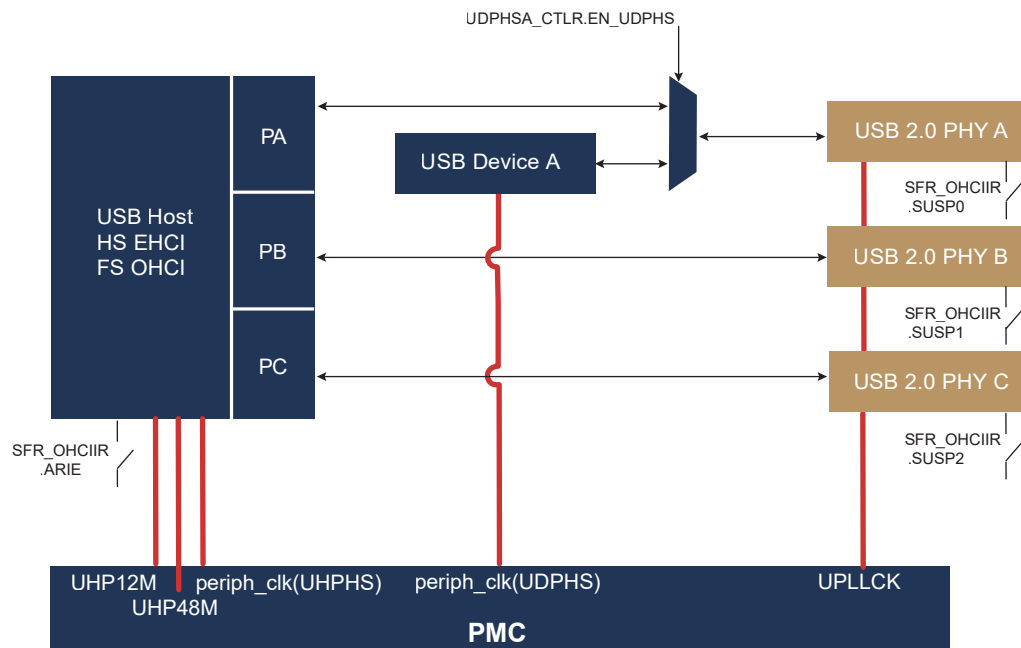 UDPHSA_CTLR.EN_UDPHS
PA
USB Device A
USB 2.0 PHY A
SFR_OHCIIR
.SUSP0
USB Host
HS EHCI
FS OHCI
PB
USB 2.0 PHY B
SFR_OHCIIR
.SUSP1
PC
USB 2.0 PHY C
SFR_OHCIIR
.ARIE
SFR_OHCIIR
.SUSP2
UHP12M
periph_clk(UHPHS)
periph_clk(UDPHS)
UPLLCK
UHP48M
PMC